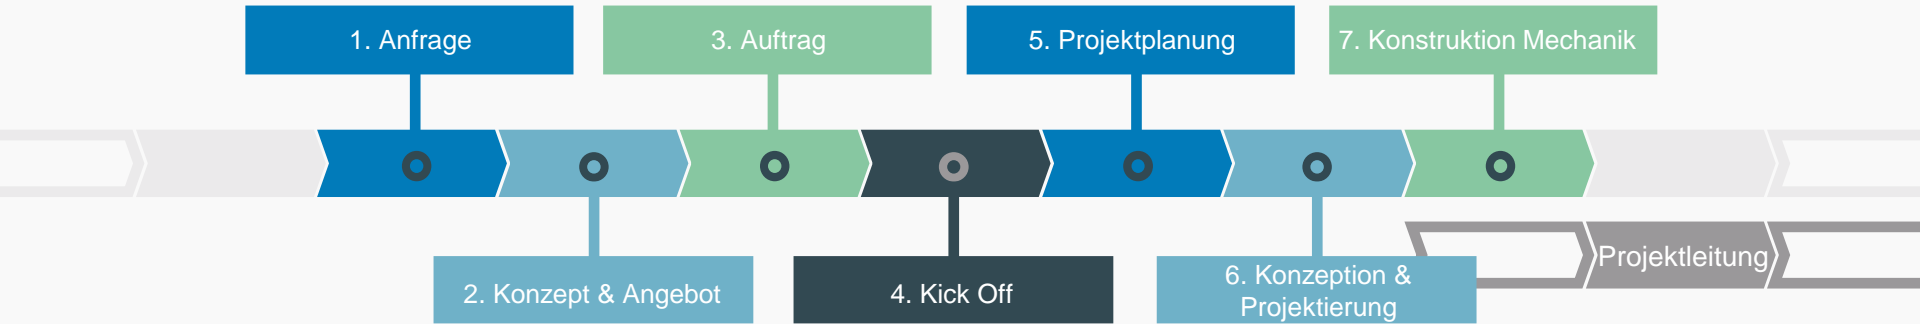 1. Anfrage
2. Konzept & Angebot
3. Auftrag
4. Kick Off
5. Projektplanung
6. Konzeption &
Projektierung
7. Konstruktion Mechanik
Projektleitung